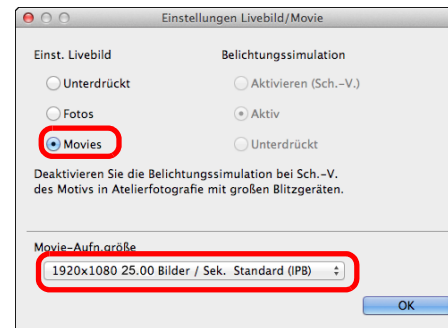 Einstellungen Livebild/Movie
Einst. Livebild
Belichtungssimulation
Unterdrückt
Aktivieren (Sch.-V.)
Fotos
Aktiv
Movies
Unterdrückt
Deaktivieren Sie die Belichtungssimulation bei Sch.-V.
des Motivs in Atelierfotografie mit großen Blitzgeräten.
Movie-Aufn.größe
1920x1080 25.00 Bilder / Sek. Standard (IPB)
OK